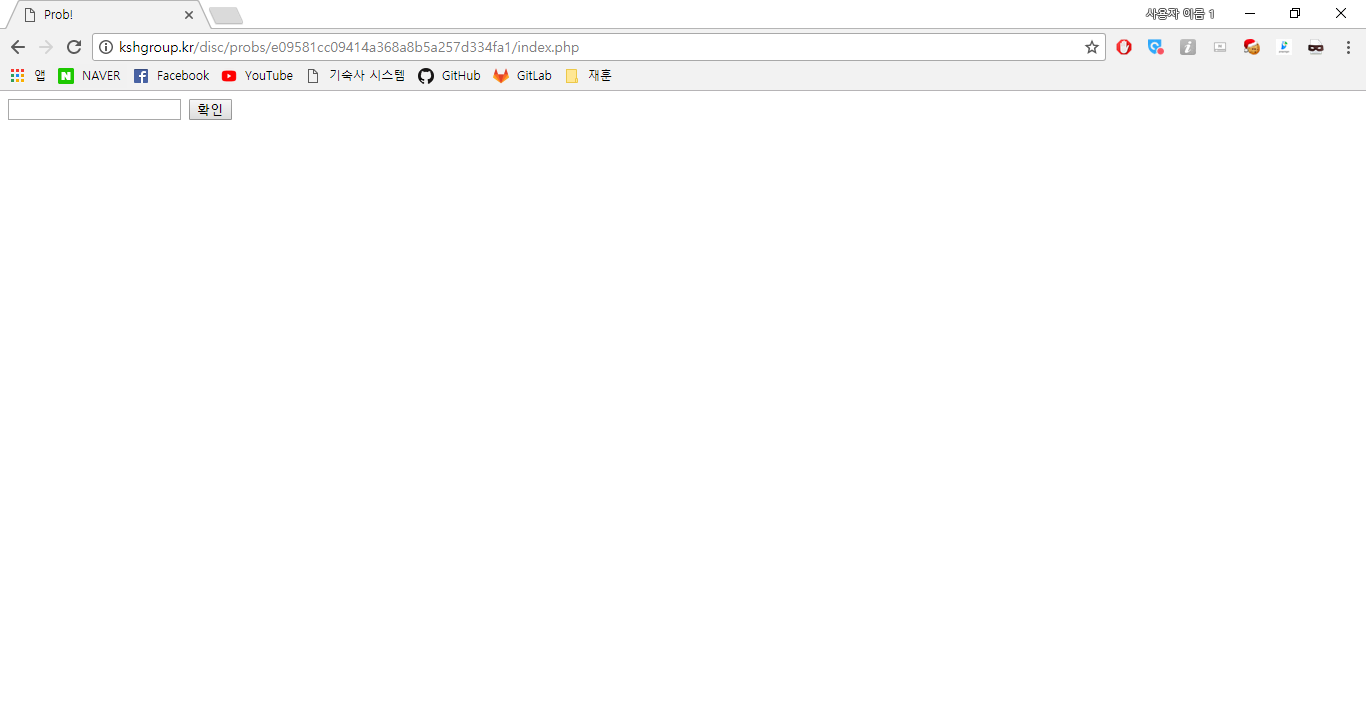 Prob!
사용자 이름 1
kshgroup.kr/disc/probs/e09581cc09414a368a8b5a257d334fa1/index.php
앱 NAVER Facebook YouTube 기숙사 시스템 GitHub GitLab 재훈
확인